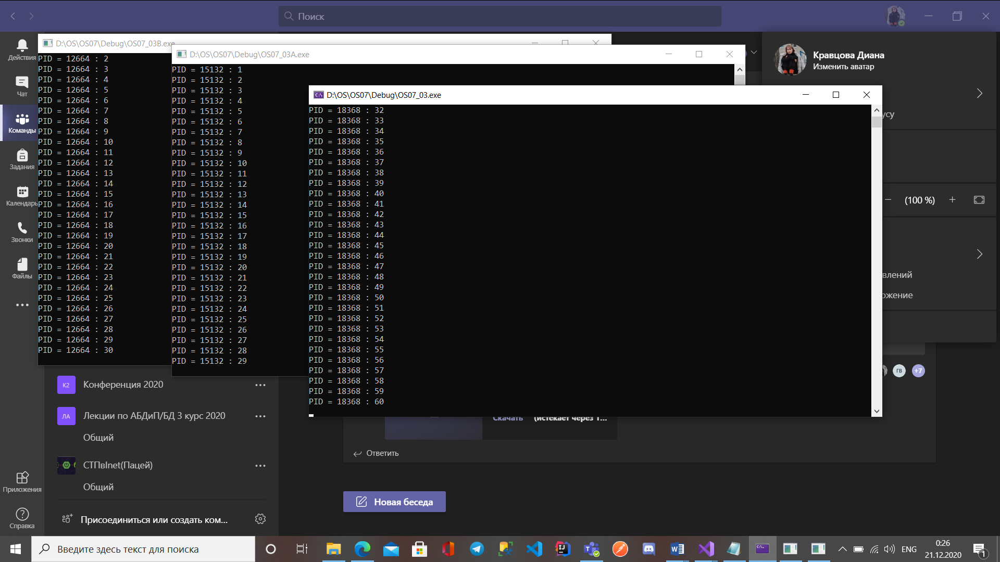 Поиск
Действия
Чат
Команды
Задания
Календарь
Звонки
Файлы
Приложения
Справка
D:\OS\OS07\Debug\OS07_03B.exe
PID = 12664 : 2
PID = 12664 : 3
PID = 12664 : 4
PID = 12664 : 5
PID = 12664 : 6
PID = 12664 : 7
PID = 12664 : 8
PID = 12664 : 9
PID = 12664 : 10
PID = 12664 : 11
PID = 12664 : 12
PID = 12664 : 13
PID = 12664 : 14
PID = 12664 : 15
PID = 12664 : 16
PID = 12664 : 17
PID = 12664 : 18
PID = 12664 : 19
PID = 12664 : 20
PID = 12664 : 21
PID = 12664 : 22
PID = 12664 : 23
PID = 12664 : 24
PID = 12664 : 25
PID = 12664 : 26
PID = 12664 : 27
PID = 12664 : 28
PID = 12664 : 29
PID = 12664 : 30
D:\OS\OS07\Debug\OS07_03A.exe
PID = 15132 : 1
PID = 15132 : 2
PID = 15132 : 3
PID = 15132 : 4
PID = 15132 : 5
PID = 15132 : 6
PID = 15132 : 7
PID = 15132 : 8
PID = 15132 : 9
PID = 15132 : 10
PID = 15132 : 11
PID = 15132 : 12
PID = 15132 : 13
PID = 15132 : 14
PID = 15132 : 15
PID = 15132 : 16
PID = 15132 : 17
PID = 15132 : 18
PID = 15132 : 19
PID = 15132 : 20
PID = 15132 : 21
PID = 15132 : 22
PID = 15132 : 23
PID = 15132 : 24
PID = 15132 : 25
PID = 15132 : 26
PID = 15132 : 27
PID = 15132 : 28
PID = 15132 : 29
D:\OS\OS07\Debug\OS07_03.exe
PID = 18368 : 32
PID = 18368 : 33
PID = 18368 : 34
PID = 18368 : 35
PID = 18368 : 36
PID = 18368 : 37
PID = 18368 : 38
PID = 18368 : 39
PID = 18368 : 40
PID = 18368 : 41
PID = 18368 : 42
PID = 18368 : 43
PID = 18368 : 44
PID = 18368 : 45
PID = 18368 : 46
PID = 18368 : 47
PID = 18368 : 48
PID = 18368 : 49
PID = 18368 : 50
PID = 18368 : 51
PID = 18368 : 52
PID = 18368 : 53
PID = 18368 : 54
PID = 18368 : 55
PID = 18368 : 56
PID = 18368 : 57
PID = 18368 : 58
PID = 18368 : 59
PID = 18368 : 60
Кравцова Диана
Изменить аватар
усу
(100 %)
влений
ожение
ГВ
+7
К2 Конференция 2020
ЛА Лекции по АБДиП/БД 3 курс 2020
Общий
СТПвInet(Пацей)
Общий
Присоединиться или создать ком...
Скачать (истекает через 1...
Ответить
Новая беседа
Введите здесь текст для поиска
ENG
0:26
21.12.2020
1